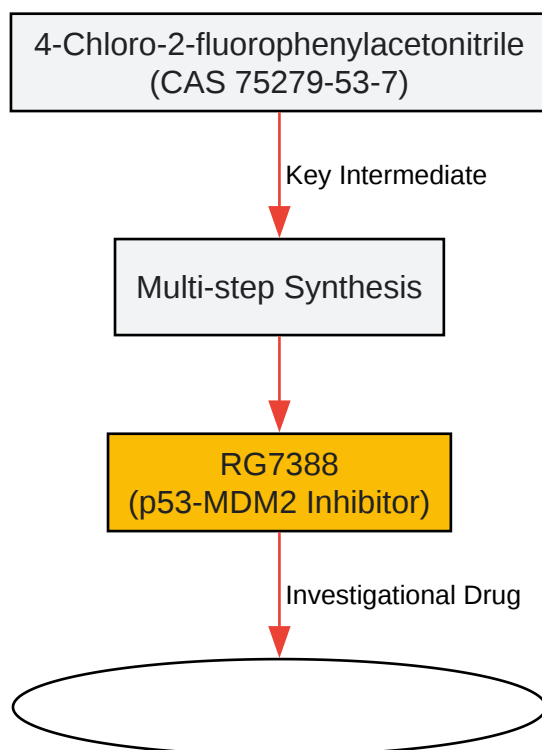 4-Chloro-2-fluorophenylacetonitrile
(CAS 75279-53-7)
Key Intermediate
Multi-step Synthesis
RG7388
(p53-MDM2 Inhibitor)
Investigational Drug